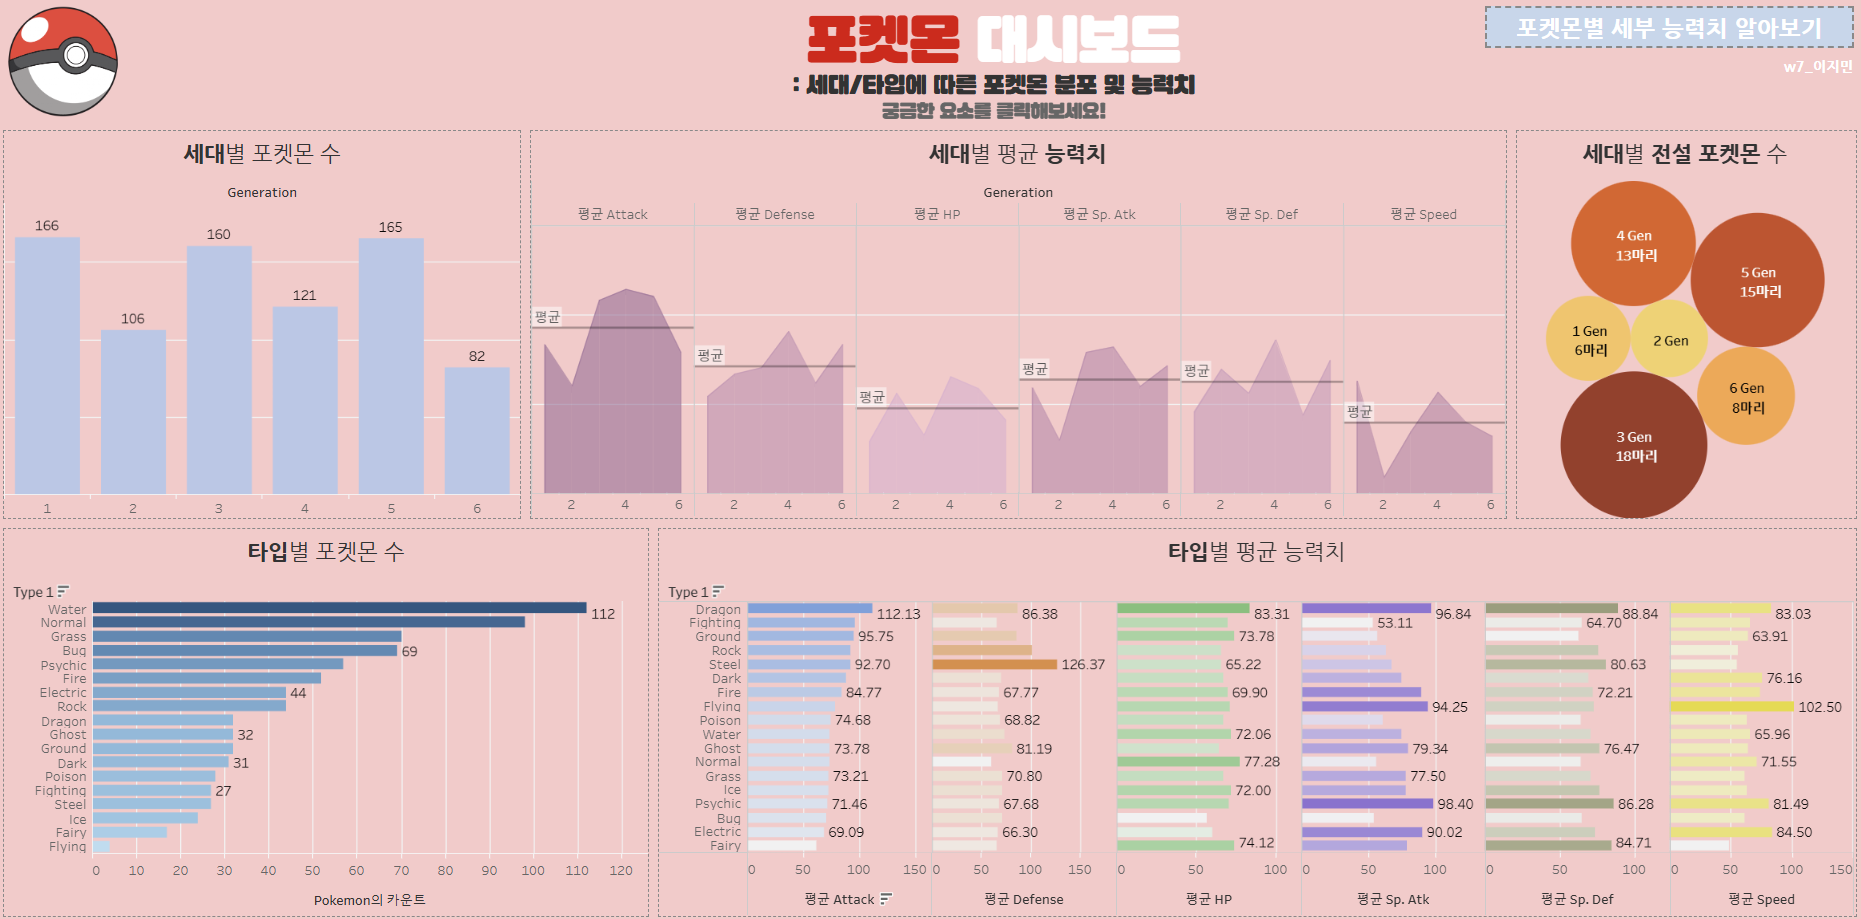 포켓몬 대시보드
: 세대/타입에 따른 포켓몬 분포 및 능력치
궁금한 요소를 클릭해보세요!
포켓몬별 세부 능력치 알아보기
w7_이지민
세대별 포켓몬 수
Generation
166
106
160
121
165
82
1 2 3 4 5 6
세대별 평균 능력치
Generation
평균 Attack 평균 Defense 평균 HP 평균 Sp. Atk 평균 Sp. Def 평균 Speed
평균
평균
평균
평균
평균
평균
2 4 6 2 4 6 2 4 6 2 4 6 2 4 6 2 4 6
세대별 전설 포켓몬 수
4 Gen
13마리
5 Gen
15마리
1 Gen
6마리
2 Gen
6 Gen
8마리
3 Gen
18마리
타입별 포켓몬 수
Type 1
Water 112
Normal
Grass
Bug 69
Psychic
Fire
Electric 44
Rock
Dragon
Ghost 32
Ground
Dark 31
Poison
Fighting 27
Steel
Ice
Fairy
Flying
0 10 20 30 40 50 60 70 80 90 100 110 120
Pokemon의 카운트
타입별 평균 능력치
Type 1
Dragon 112.13 86.38 83.31 96.84 88.84 83.03
Fighting 53.11 64.70
Ground 95.75 73.78 63.91
Rock
Steel 92.70 126.37 65.22 80.63
Dark 76.16
Fire 84.77 67.77 69.90 72.21
Flying 94.25 102.50
Poison 74.68 68.82
Water 72.06 65.96
Ghost 73.78 81.19 79.34 76.47
Normal 77.28 71.55
Grass 73.21 70.80 77.50
Ice 72.00
Psychic 71.46 67.68 98.40 86.28 81.49
Bug
Electric 69.09 66.30 90.02 84.50
Fairy 74.12 84.71
0 50 100 150 0 50 100 150 0 50 100 0 50 100 0 50 100 0 50 100 150
평균 Attack 평균 Defense 평균 HP 평균 Sp. Atk 평균 Sp. Def 평균 Speed